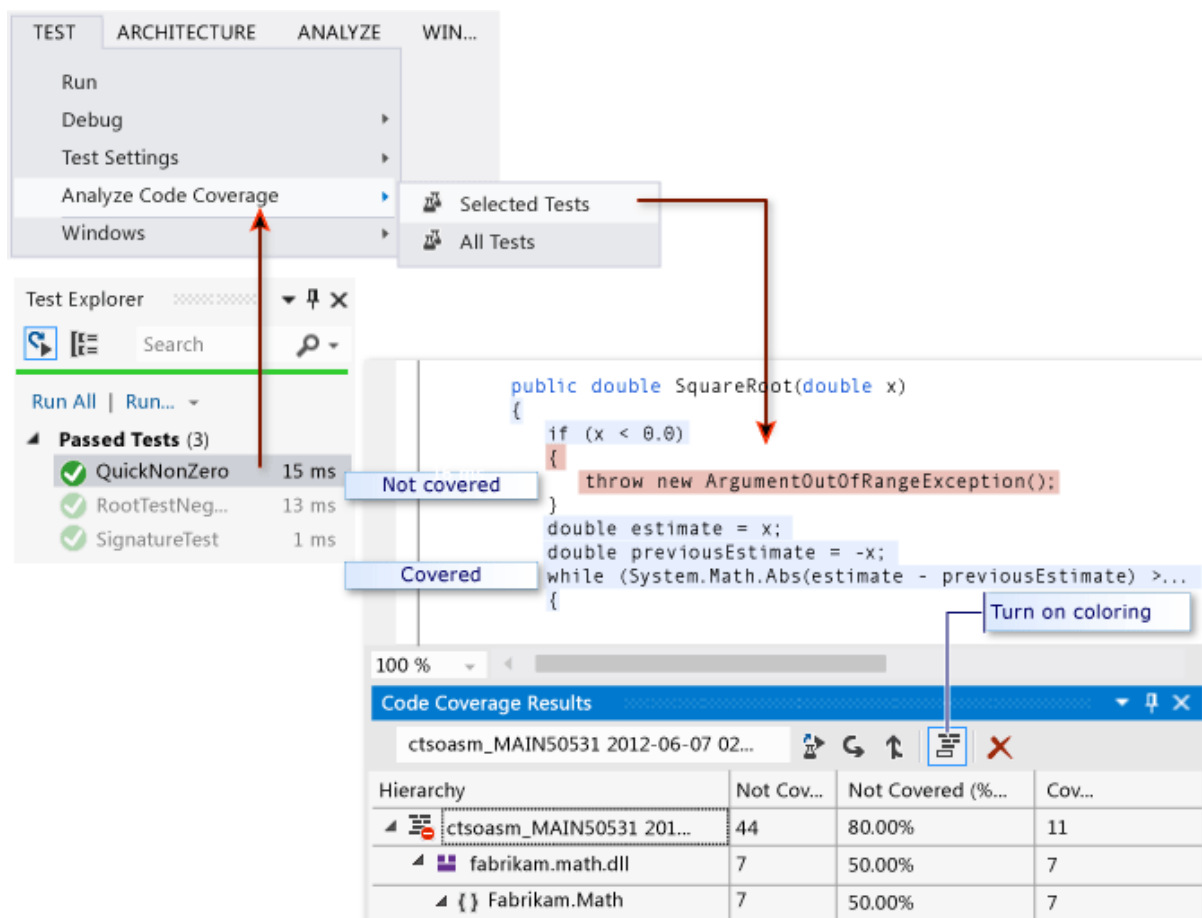 TEST ARCHITECTURE ANALYZE WIN...
Run
Debug
Test Settings
Analyze Code Coverage
Windows
Selected Tests
All Tests
Test Explorer
Search
Run All | Run...
Passed Tests (3)
QuickNonZero 15 ms
RootTestNeg... 13 ms
SignatureTest 1 ms
Not covered
Covered
public double SquareRoot(double x)
{
if (x < 0.0)
{
throw new ArgumentOutOfRangeException();
}
double estimate = x;
double previousEstimate = -x;
while (System.Math.Abs(estimate - previousEstimate) >...
{
Turn on coloring
100 %
Code Coverage Results
ctsoasm_MAIN50531 2012-06-07 02...
Hierarchy Not Cov... Not Covered (%... Cov...
ctsoasm_MAIN50531 201... 44 80.00% 11
fabrikam.math.dll 7 50.00% 7
{ } Fabrikam.Math 7 50.00% 7